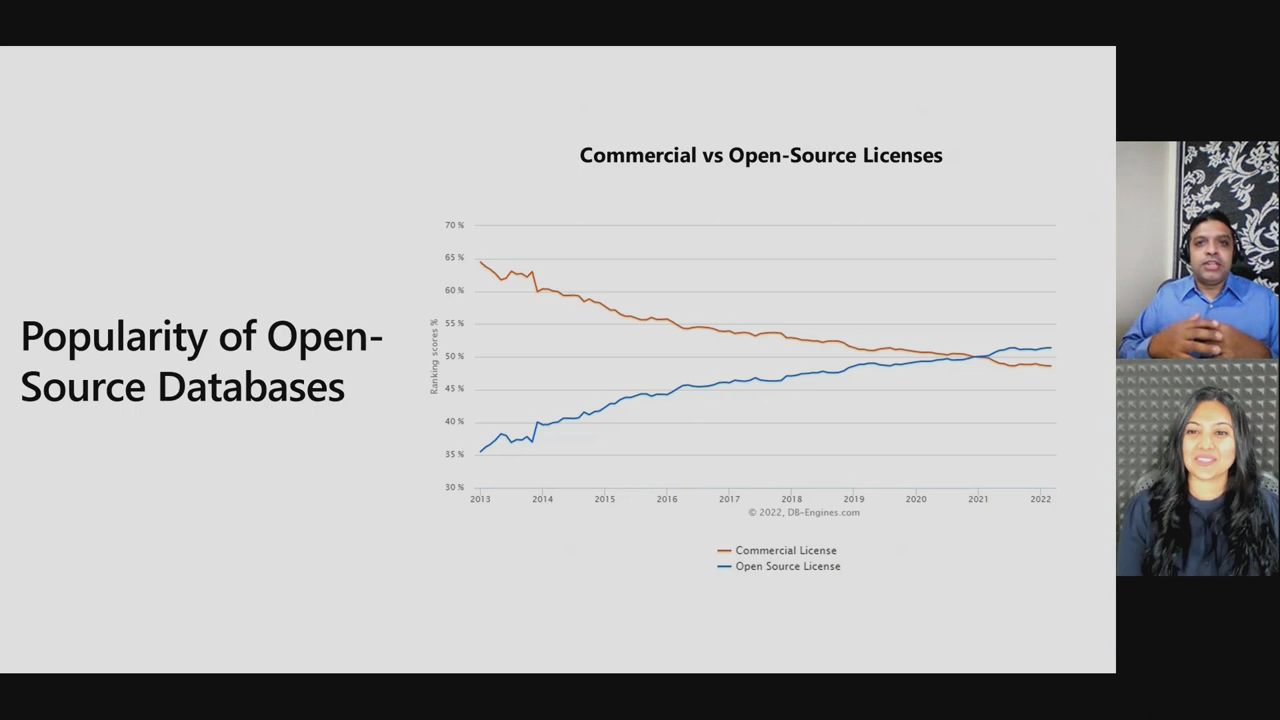 Popularity of Open-
Source Databases
Commercial vs Open-Source Licenses
Ranking scores %
70 %
65 %
60 %
55 %
50 %
45 %
40 %
35 %
30 %
2013 2014 2015 2016 2017 2018 2019 2020 2021 2022
© 2022, DB-Engines.com
Commercial License
Open Source License